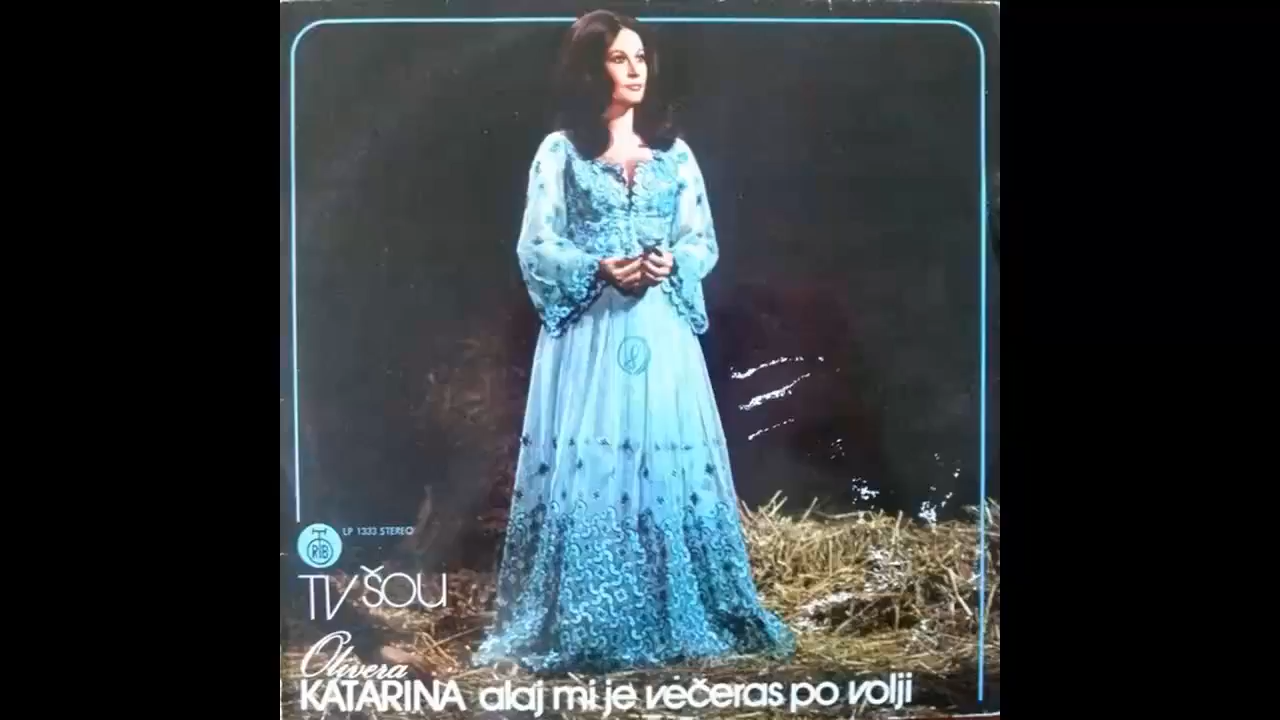 RTB
LP 1333 STEREO
TV šou
Olivera
KATARINA alaj mi je večeras po volji